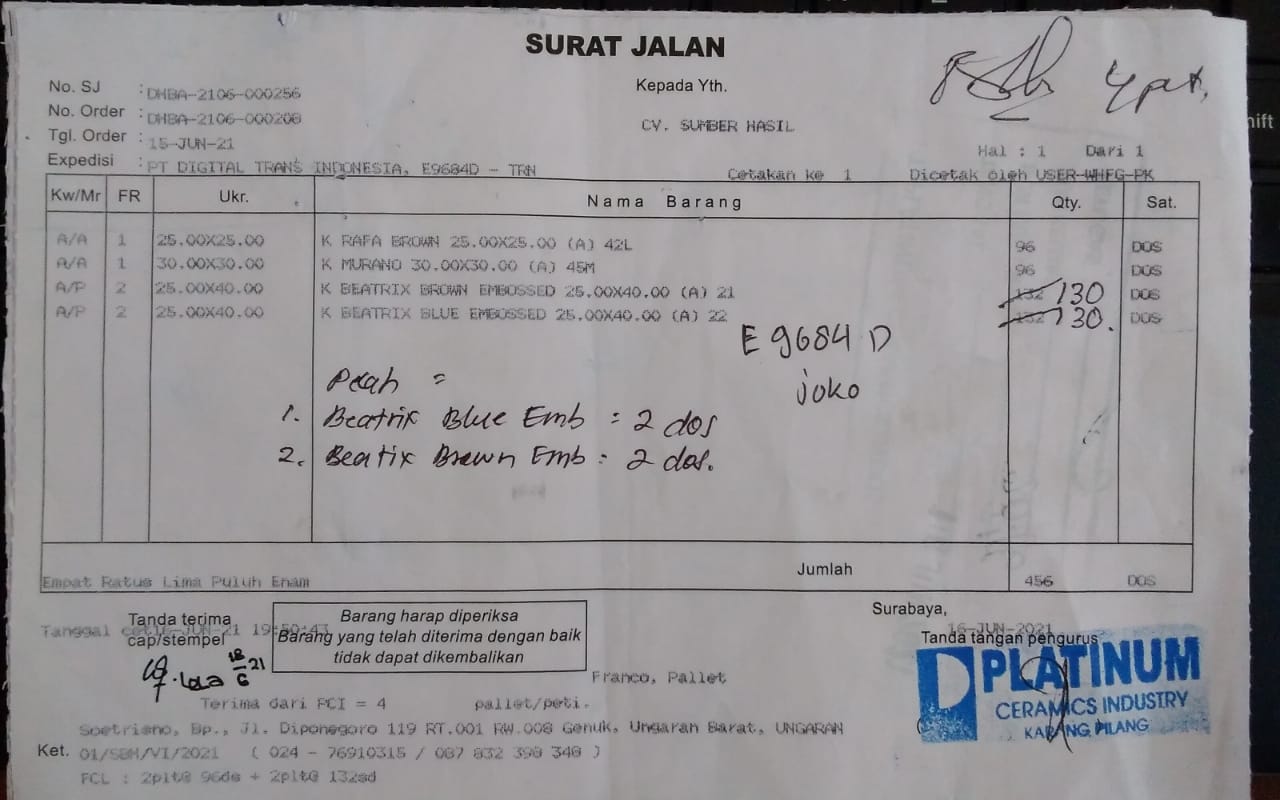 SURAT JALAN
No. SJ : DHBA-2106-000256
Kepada Yth.
4 plt.
No. Order : DHBA-2106-000208
CV. SUMBER HASIL
Tgl. Order : 15-JUN-21
Hal : 1 Dari 1
Expedisi : PT DIGITAL TRANS INDONESIA, E9684D - TRN
Cetakan ke 1 Dicetak oleh USER-WHFG-PK
Kw/Mr FR Ukr. Nama Barang Qty. Sat.
A/A 1 25.00X25.00 K RAFA BROWN 25.00X25.00 (A) 42L 96 DOS
A/A 1 30.00X30.00 K MURANO 30.00X30.00 (A) 45M 96 DOS
A/P 2 25.00X40.00 K BEATRIX BROWN EMBOSSED 25.00X40.00 (A) 21 132 130 DOS
A/P 2 25.00X40.00 K BEATRIX BLUE EMBOSSED 25.00X40.00 (A) 22 132 130. DOS
E 9684 D
joko
Pecah =
1. Beatrix Blue Emb = 2 dos
2. Beatix Brown Emb = 2 dos.
Jumlah 456 DOS
Empat Ratus Lima Puluh Enam
Tanda terima
cap/stempel
Tanggal cet16-JUN-21 19:50:43
18/6 21
Barang harap diperiksa
Barang yang telah diterima dengan baik
tidak dapat dikembalikan
Surabaya,
16-JUN-2021
Tanda tangan pengurus
PLATINUM
CERAMICS INDUSTRY
KARANG PILANG
Franco, Pallet
Terima dari PCI = 4 pallet/peti.
Soetrisno, Bp., Jl. Diponegoro 119 RT.001 RW.008 Genuk, Ungaran Barat, UNGARAN
Ket. 01/SBM/VI/2021 ( 024 - 76910315 / 087 832 390 348 )
FCL : 2plt@ 96ds + 2plt@ 132sd
hift